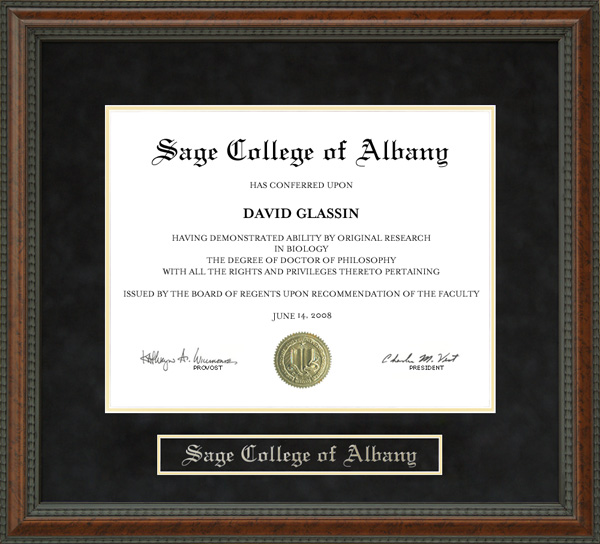 Sage College of Albany
HAS CONFERRED UPON
DAVID GLASSIN
HAVING DEMONSTRATED ABILITY BY ORIGINAL RESEARCH
IN BIOLOGY
THE DEGREE OF DOCTOR OF PHILOSOPHY
WITH ALL THE RIGHTS AND PRIVILEGES THERETO PERTAINING
ISSUED BY THE BOARD OF REGENTS UPON RECOMMENDATION OF THE FACULTY
JUNE 14, 2008
Charles M. Vest
PROVOST
PRESIDENT
Sage College of Albany